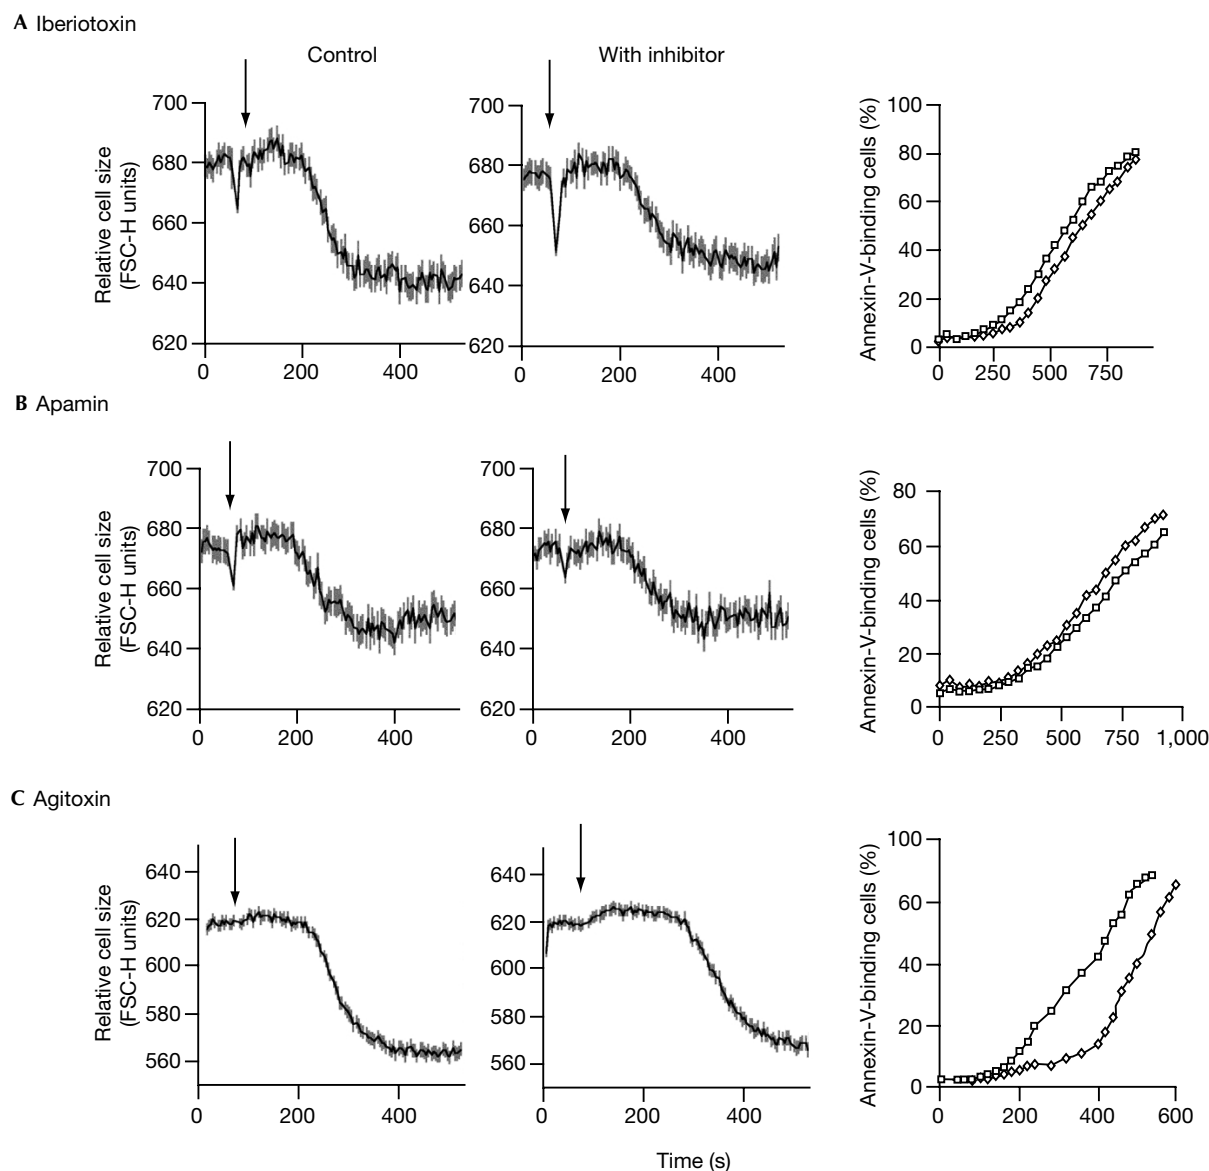 A Iberiotoxin
Control
With inhibitor
Relative cell size
(FSC-H units)
700
680
660
640
620
0 200 400
700
680
660
640
620
0 200 400
Annexin-V-binding cells (%)
100
80
60
40
20
0
0 250 500 750
B Apamin
Relative cell size
(FSC-H units)
700
680
660
640
620
0 200 400
700
680
660
640
620
0 200 400
Annexin-V-binding cells (%)
80
60
40
20
0
0 250 500 750 1,000
C Agitoxin
Relative cell size
(FSC-H units)
640
620
600
580
560
0 200 400
640
620
600
580
560
0 200 400
Annexin-V-binding cells (%)
100
80
60
40
20
0
0 200 400 600
Time (s)